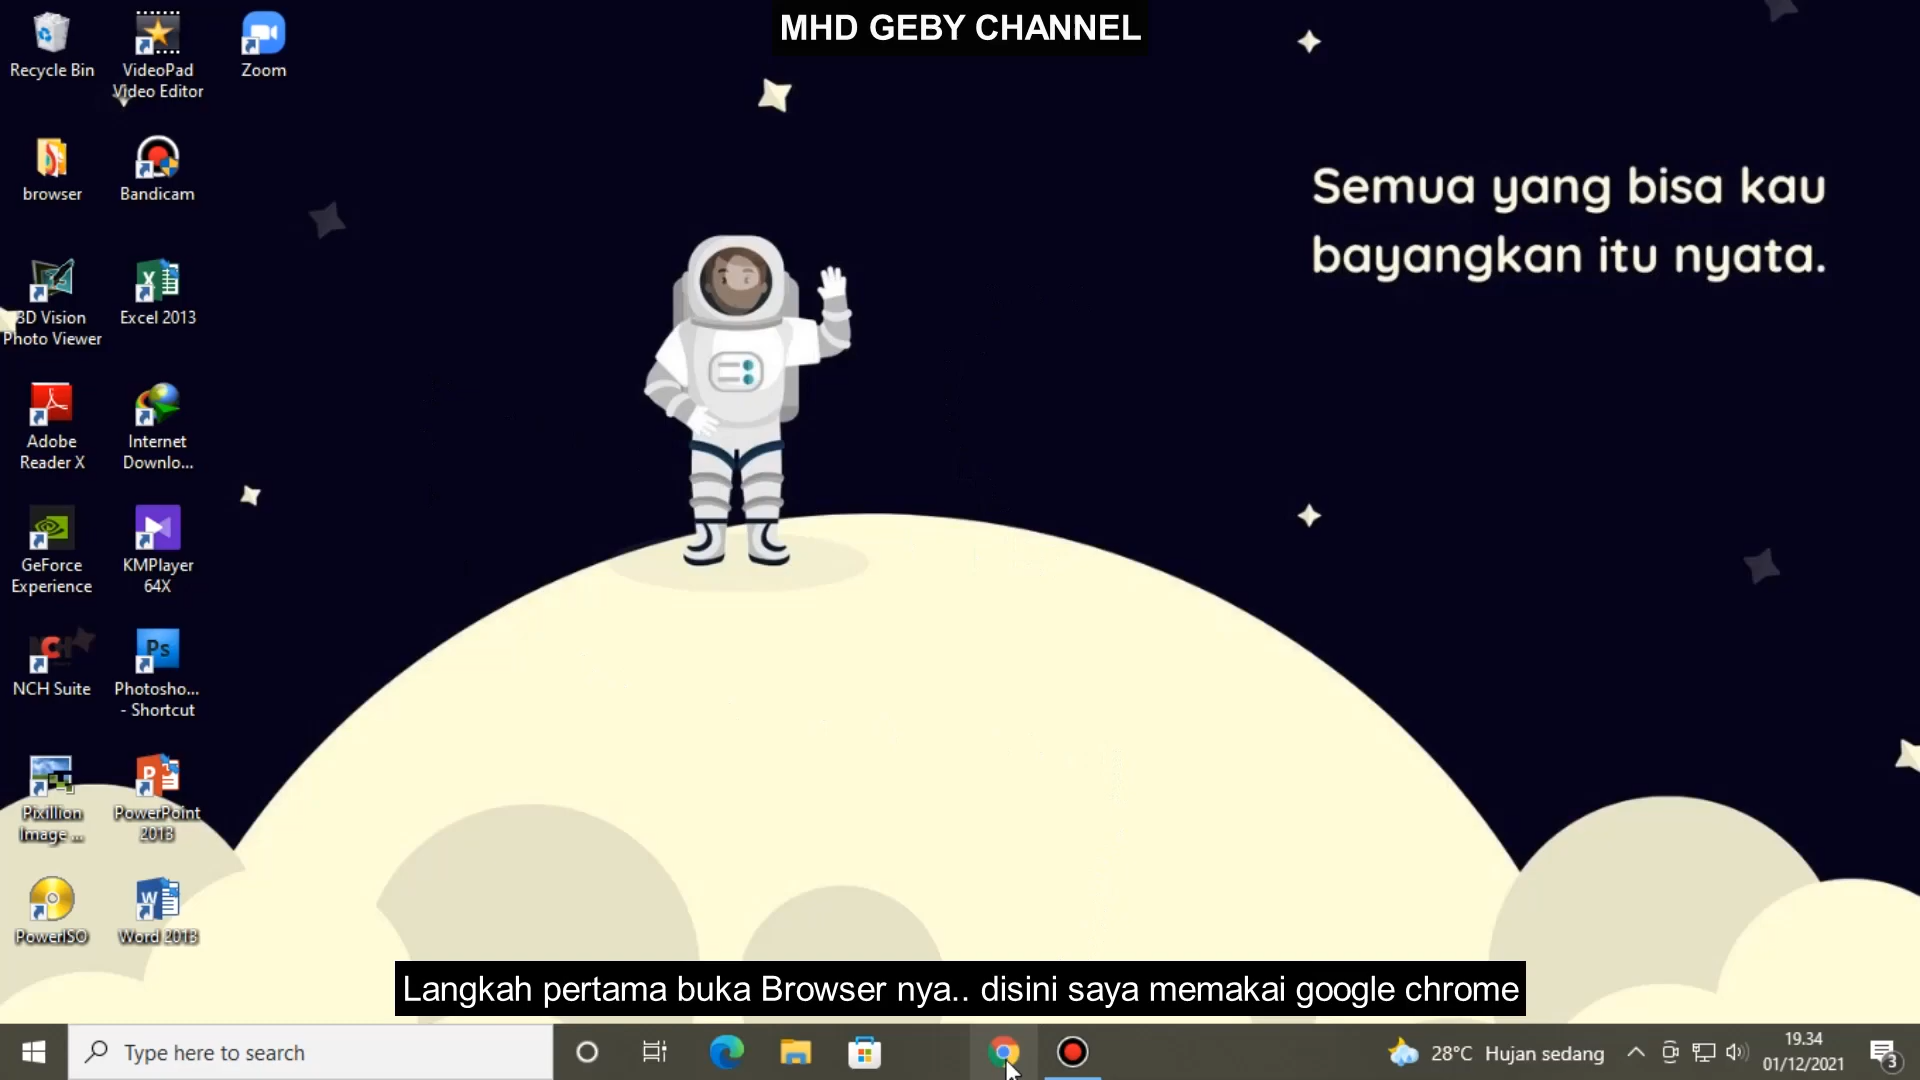 MHD GEBY CHANNEL
Recycle Bin
VideoPad
Video Editor
Zoom
browser
Bandicam
Semua yang bisa kau
bayangkan itu nyata.
3D Vision
Photo Viewer
Excel 2013
Adobe
Reader X
Internet
Downlo...
GeForce
Experience
KMPlayer
64X
NCH Suite
Photosho...
- Shortcut
Pixillion
Image ...
PowerPoint
2013
PowerISO
Word 2013
Langkah pertama buka Browser nya.. disini saya memakai google chrome
Type here to search
28°C Hujan sedang
19.34
01/12/2021
3